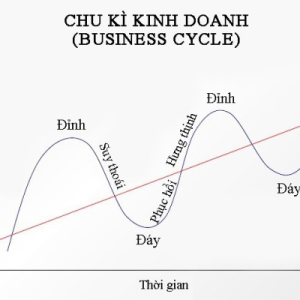 CHU KÌ KINH DOANH
(BUSINESS CYCLE)
Đỉnh
Đỉnh
Suy thoái
Hưng thịnh
Phục hồi
Đáy
Đáy
Thời gian